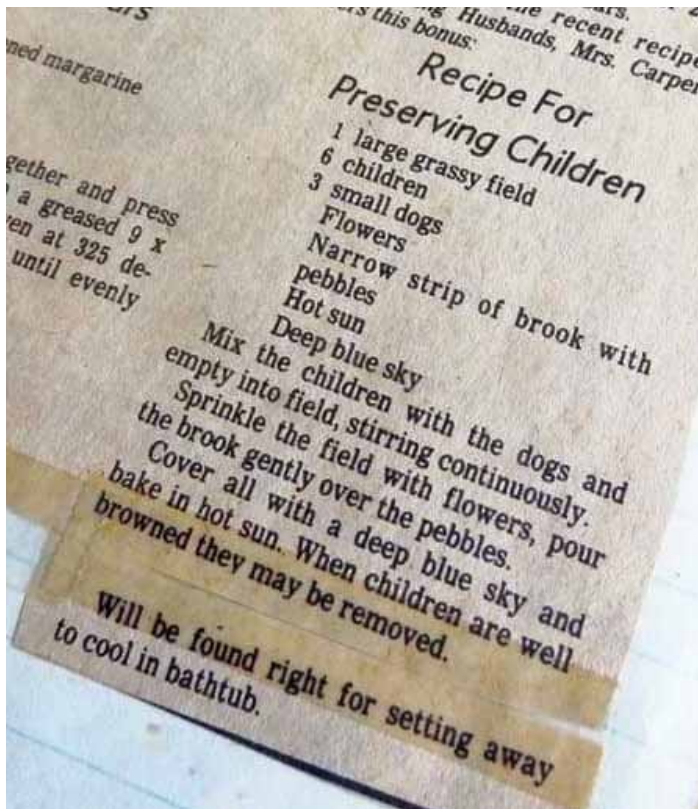 ars
ned margarine
gether and press
a greased 9 x
en at 325 de-
until evenly
the recent recipe
Husbands, Mrs. Carper
this bonus:
Recipe For
Preserving Children
1 large grassy field
6 children
3 small dogs
Flowers
Narrow strip of brook with
pebbles
Hot sun
Deep blue sky
Mix the children with the dogs and
empty into field, stirring continuously.
Sprinkle the field with flowers, pour
the brook gently over the pebbles.
Cover all with a deep blue sky and
bake in hot sun. When children are well
browned they may be removed.
Will be found right for setting away
to cool in bathtub.